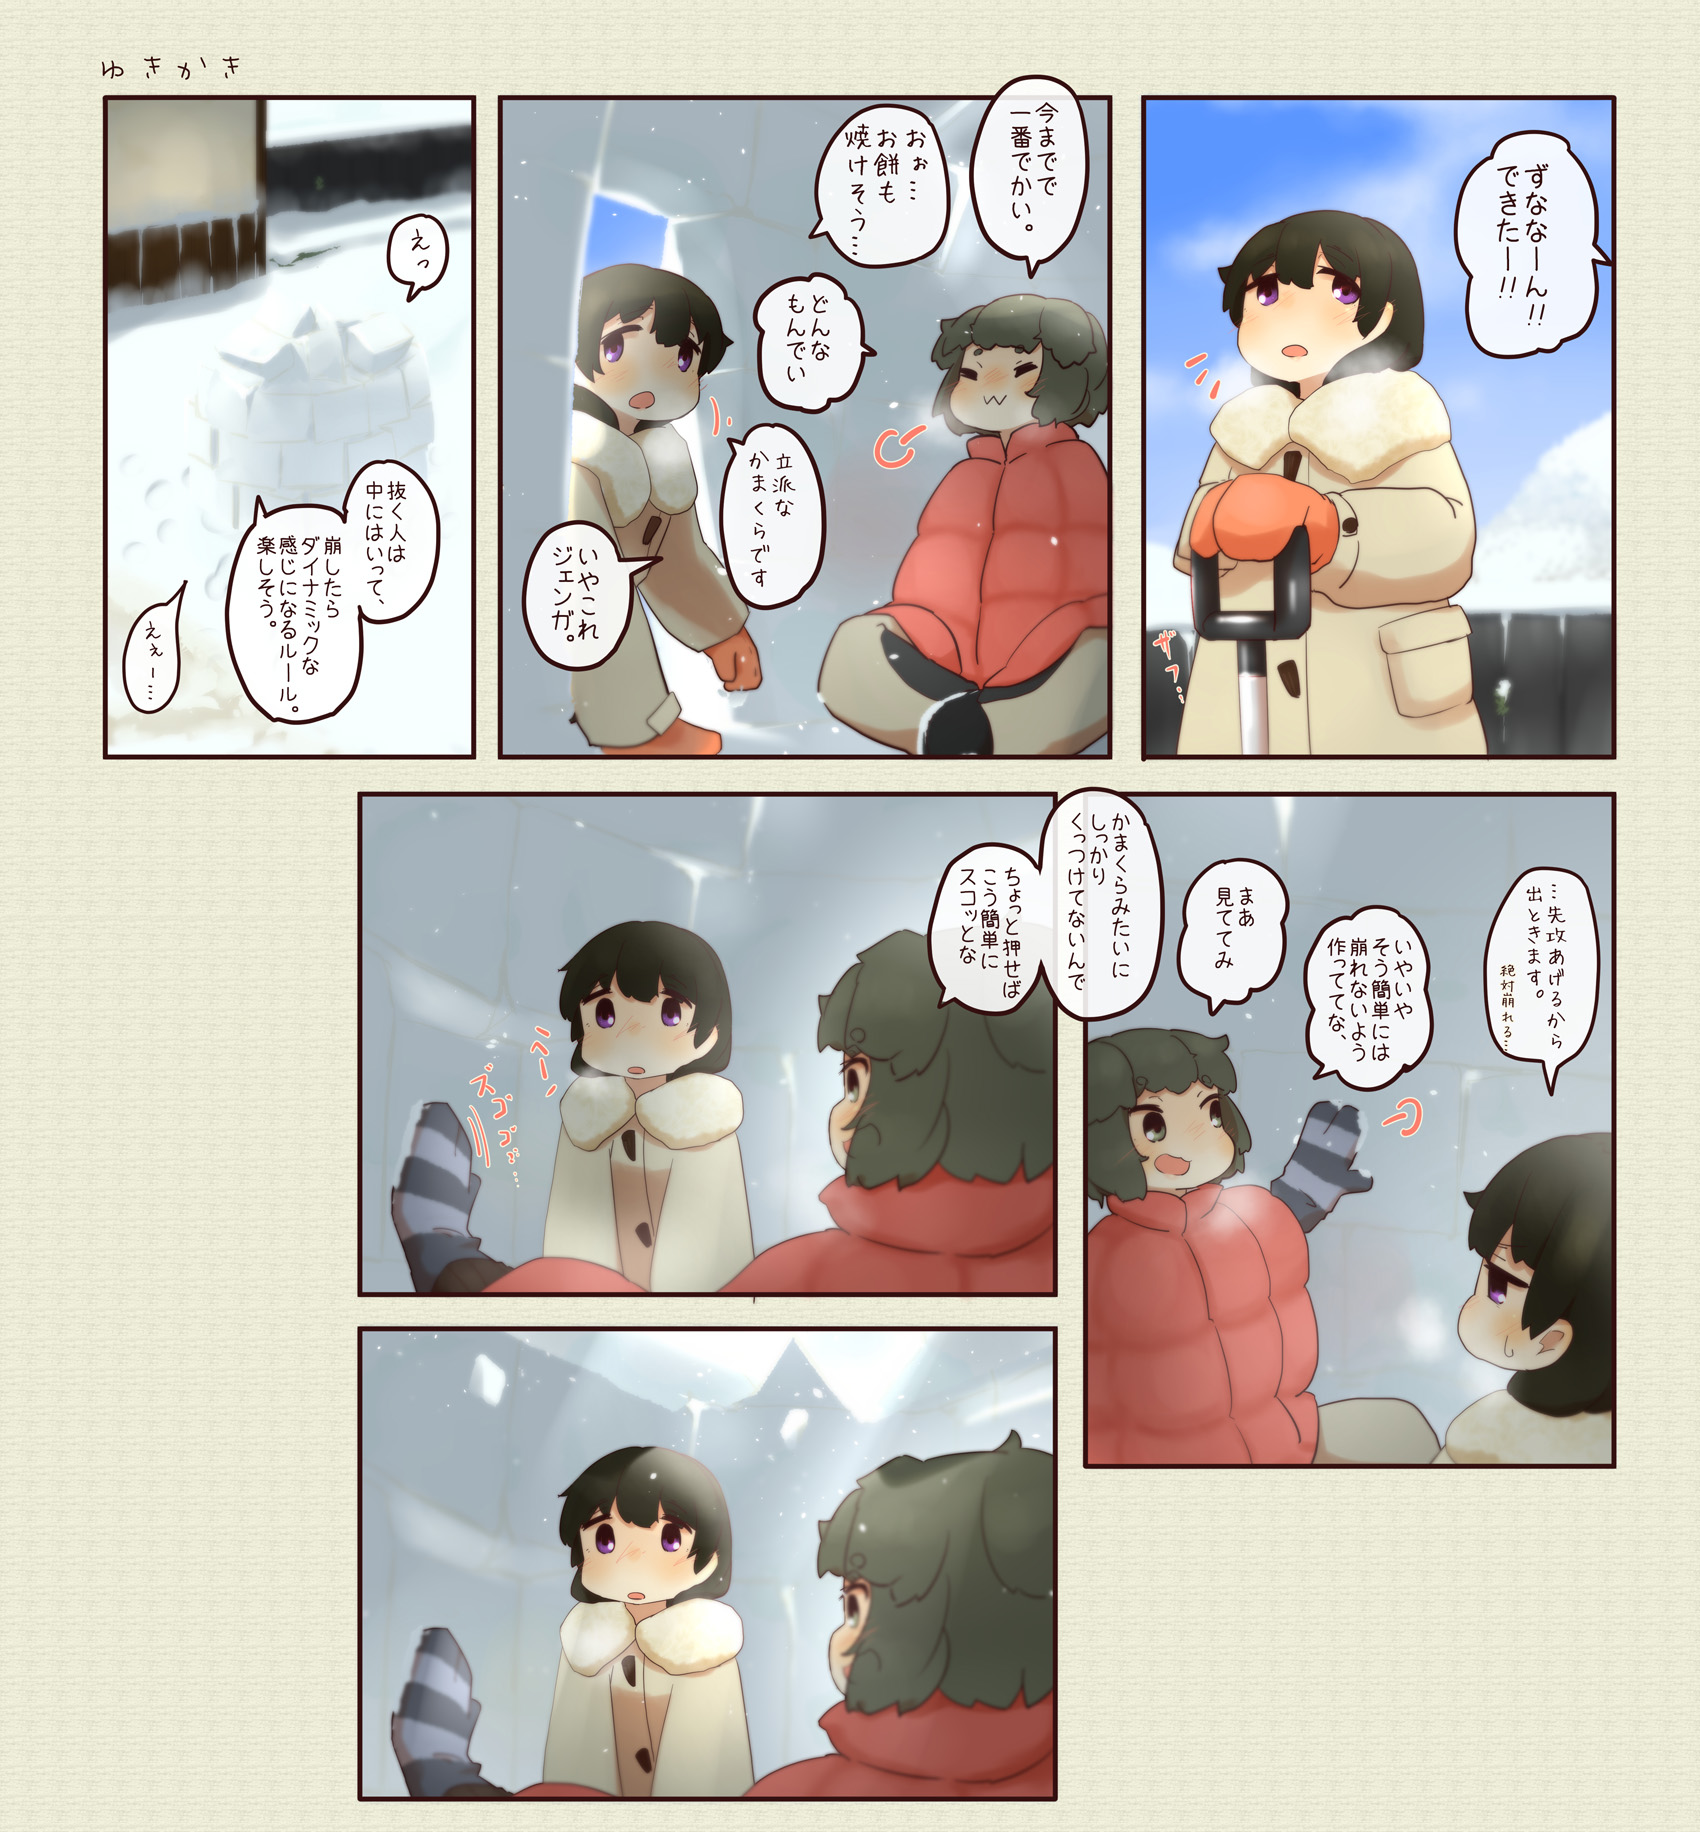 ゆきかき
ずななーん!!
できたー!!
ザフ…
今までで
一番でかい。
おぉ…
お餅も
焼けそう…
どんな
もんでい
立派な
かまくらです
いやこれ
ジェンガ。
えっ
抜く人は
中にはいって、
崩したら
ダイナミックな
感じになるルール。
楽しそう。
えぇー…
…先攻あげるから
出ときます。
絶対崩れる…
いやいや
そう簡単には
崩れないよう
作っててな、
まあ
見ててみ
かまくらみたいに
しっかり
くっつけてないんで
ちょっと押せば
こう簡単に
スコッとな
へー
ズゴゴゴ…